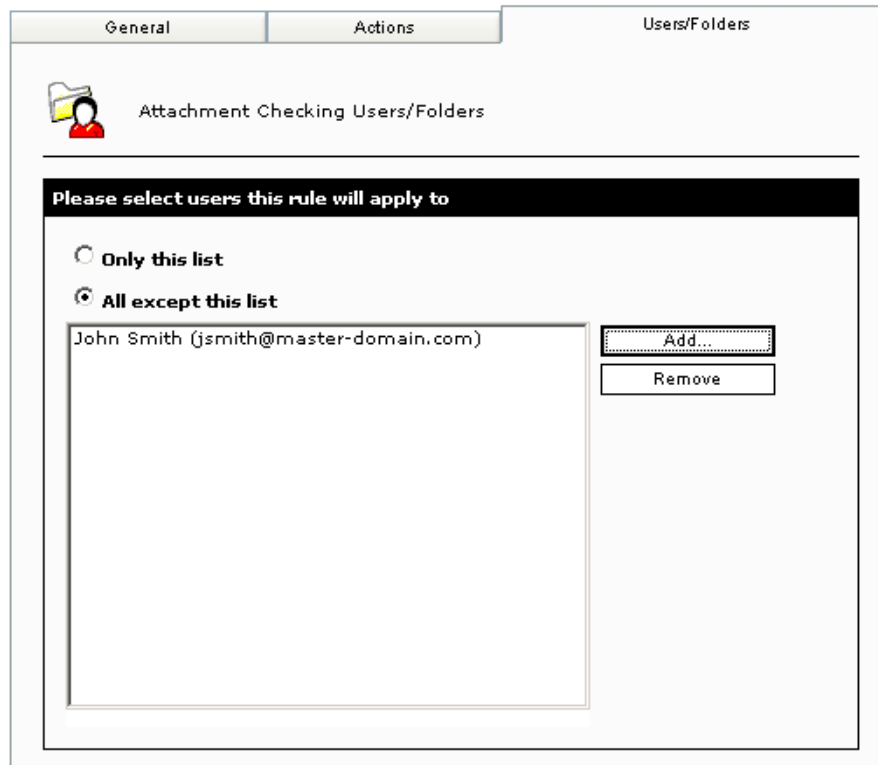 General Actions Users/Folders
Attachment Checking Users/Folders
Please select users this rule will apply to
Only this list
All except this list
John Smith (jsmith@master-domain.com)
Add...
Remove